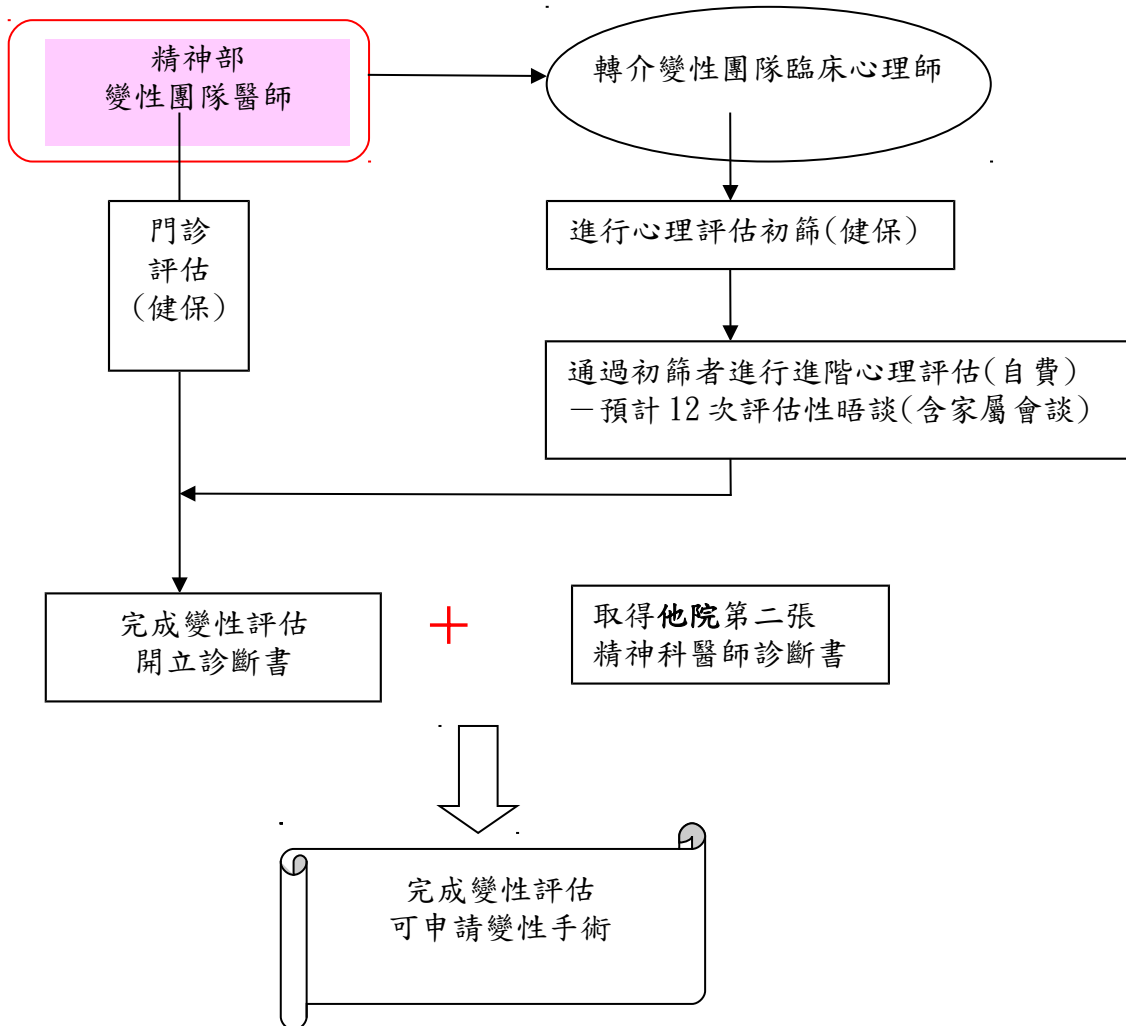 精神部
變性團隊醫師
轉介變性團隊臨床心理師
門診
評估
(健保)
進行心理評估初篩(健保)
通過初篩者進行進階心理評估(自費)
－預計 12 次評估性晤談(含家屬會談)
完成變性評估
開立診斷書
+
取得他院第二張
精神科醫師診斷書
完成變性評估
可申請變性手術